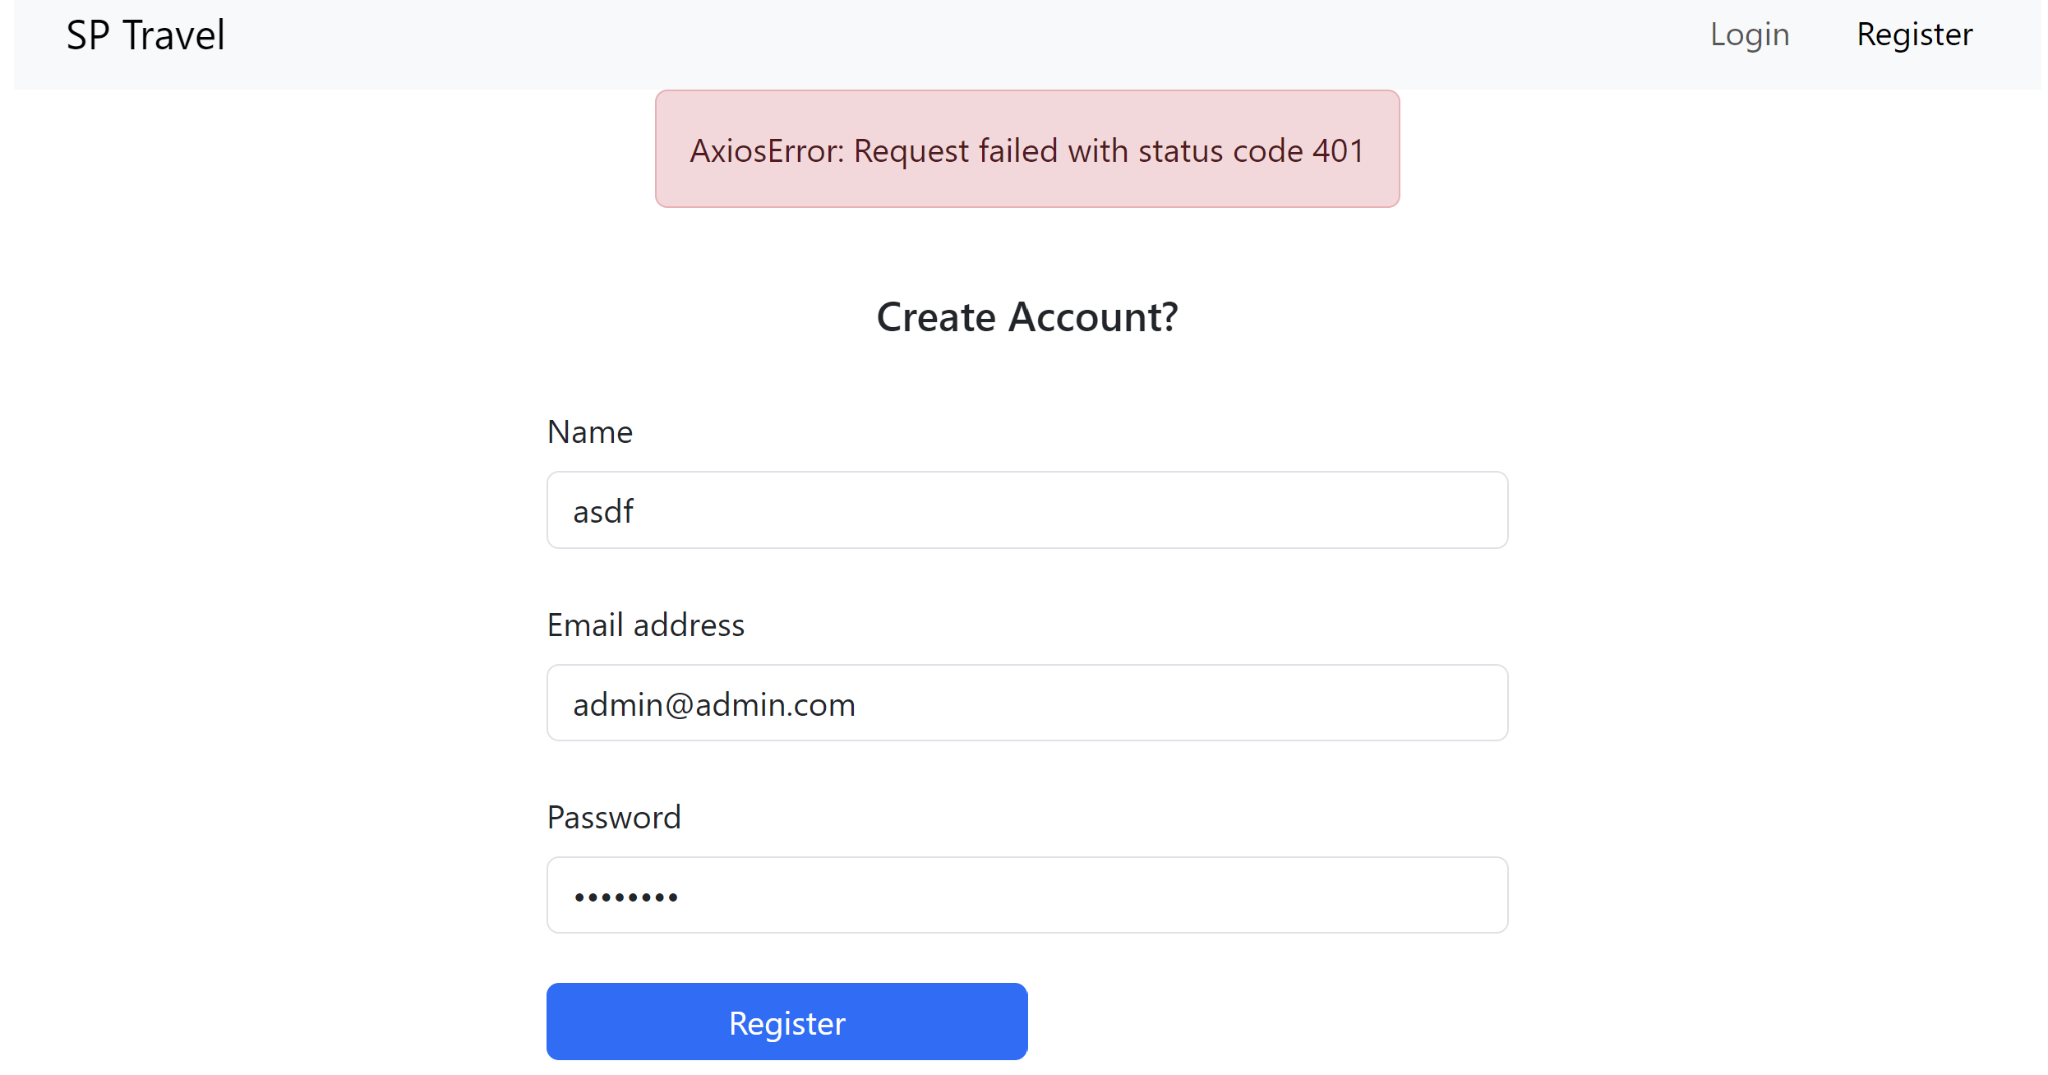 SP Travel
Login
Register
AxiosError: Request failed with status code 401
Create Account?
Name
asdf
Email address
admin@admin.com
Password
••••••••
Register